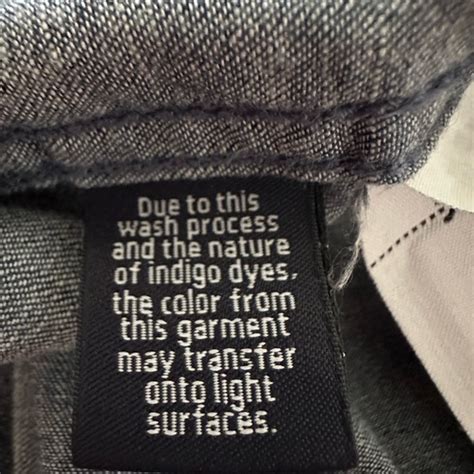 Due to this
wash process
and the nature
of indigo dyes,
the color from
this garment
may transfer
onto light
surfaces.